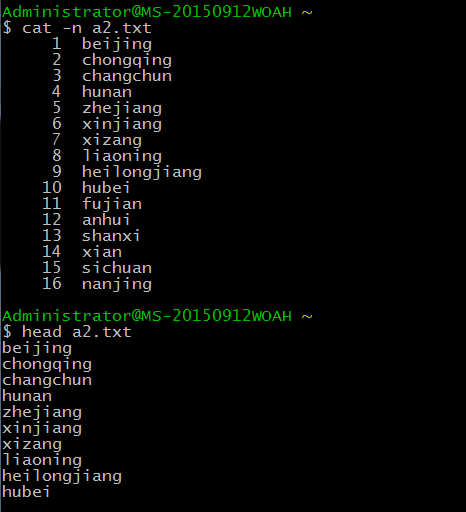 Administrator@MS-20150912WOAH ~
$ cat -n a2.txt
1 beijing
2 chongqing
3 changchun
4 hunan
5 zhejiang
6 xinjiang
7 xizang
8 liaoning
9 heilongjiang
10 hubei
11 fujian
12 anhui
13 shanxi
14 xian
15 sichuan
16 nanjing
Administrator@MS-20150912WOAH ~
$ head a2.txt
beijing
chongqing
changchun
hunan
zhejiang
xinjiang
xizang
liaoning
heilongjiang
hubei